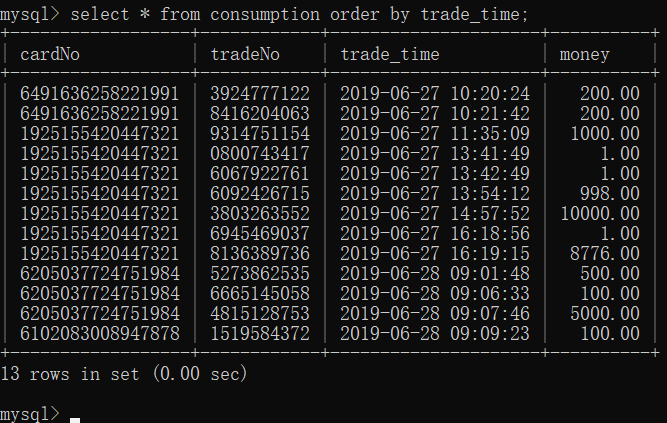 mysql> select * from consumption order by trade_time;
+------------------+------------+---------------------+----------+
| cardNo | tradeNo | trade_time | money |
+------------------+------------+---------------------+----------+
| 6491636258221991 | 3924777122 | 2019-06-27 10:20:24 | 200.00 |
| 6491636258221991 | 8416204063 | 2019-06-27 10:21:42 | 200.00 |
| 1925155420447321 | 9314751154 | 2019-06-27 11:35:09 | 1000.00 |
| 1925155420447321 | 0800743417 | 2019-06-27 13:41:49 | 1.00 |
| 1925155420447321 | 6067922761 | 2019-06-27 13:42:49 | 1.00 |
| 1925155420447321 | 6092426715 | 2019-06-27 13:54:12 | 998.00 |
| 1925155420447321 | 3803263552 | 2019-06-27 14:57:52 | 10000.00 |
| 1925155420447321 | 6945469037 | 2019-06-27 16:18:56 | 1.00 |
| 1925155420447321 | 8136389736 | 2019-06-27 16:19:15 | 8776.00 |
| 6205037724751984 | 5273862535 | 2019-06-28 09:01:48 | 500.00 |
| 6205037724751984 | 6665145058 | 2019-06-28 09:06:33 | 100.00 |
| 6205037724751984 | 4815128753 | 2019-06-28 09:07:46 | 5000.00 |
| 6102083008947878 | 1519584372 | 2019-06-28 09:09:23 | 100.00 |
+------------------+------------+---------------------+----------+
13 rows in set (0.00 sec)
mysql>